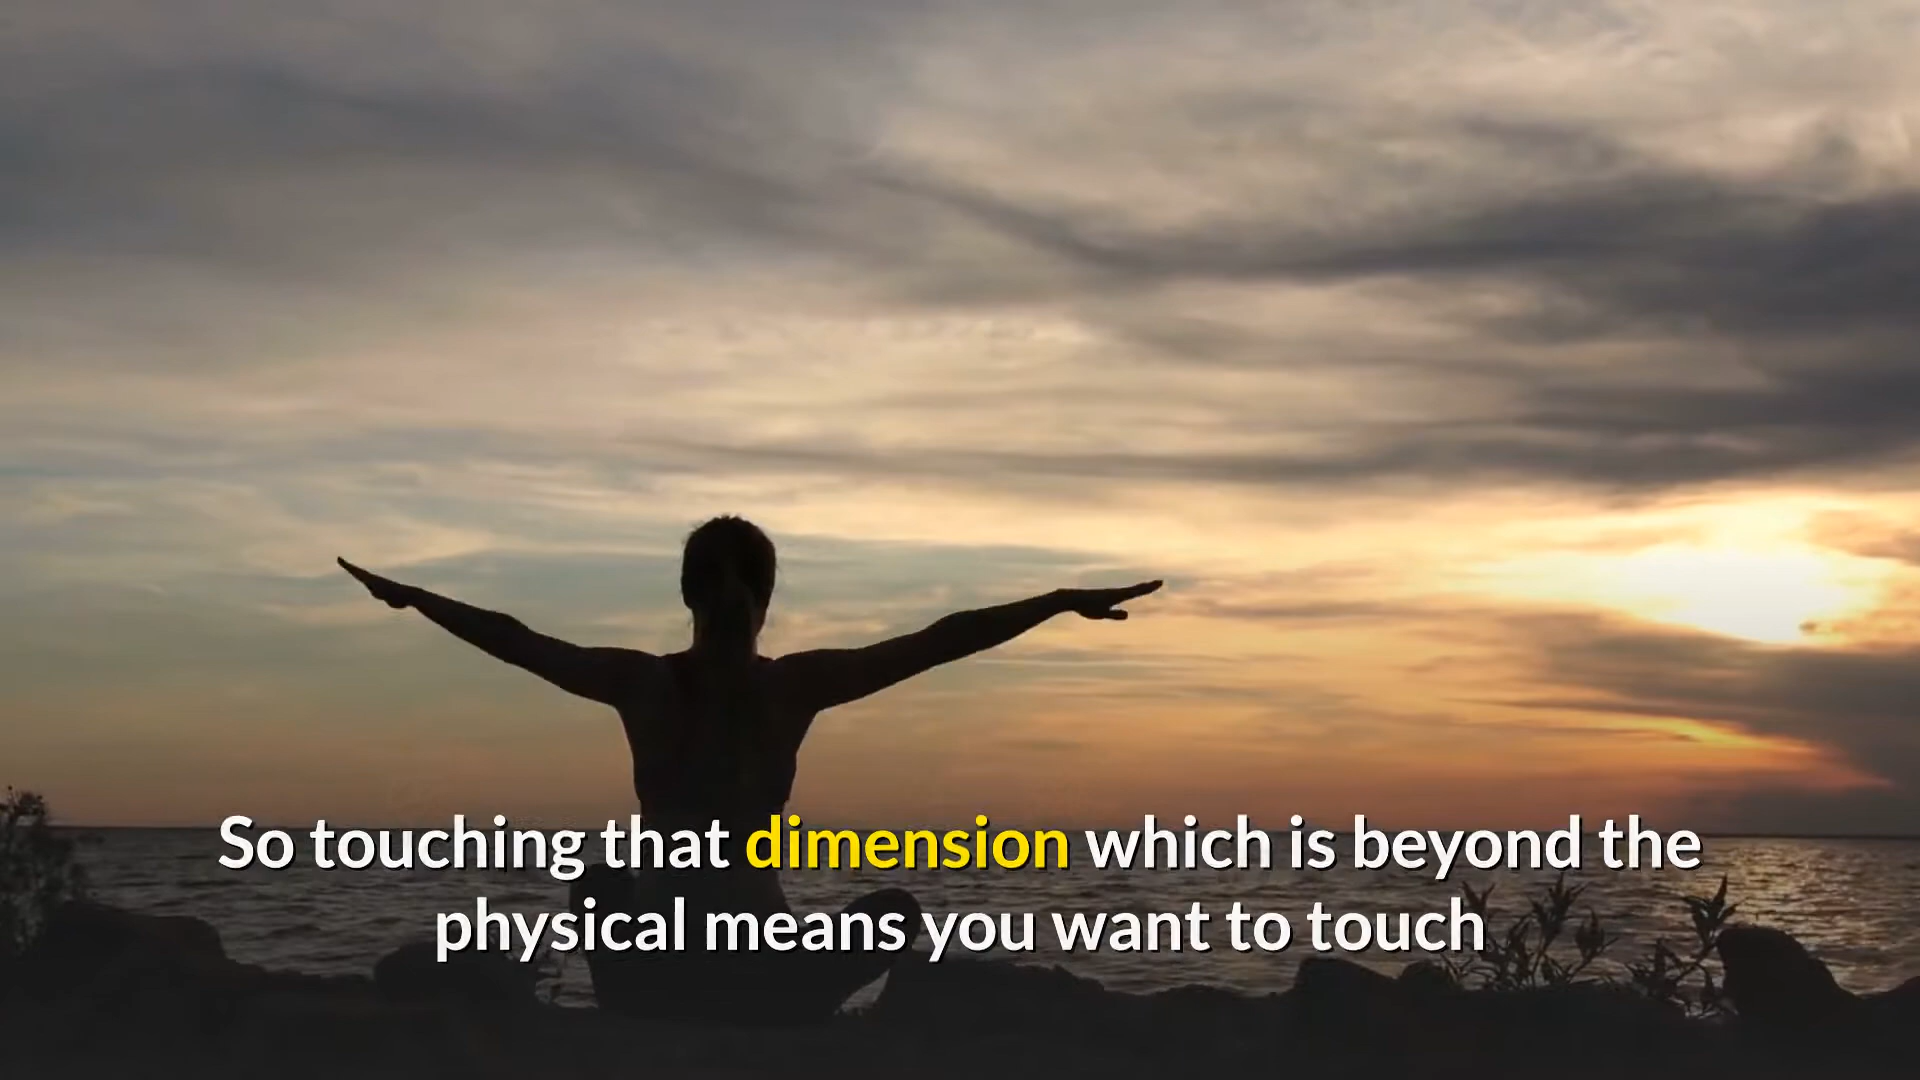 So touching that dimension which is beyond the
physical means you want to touch